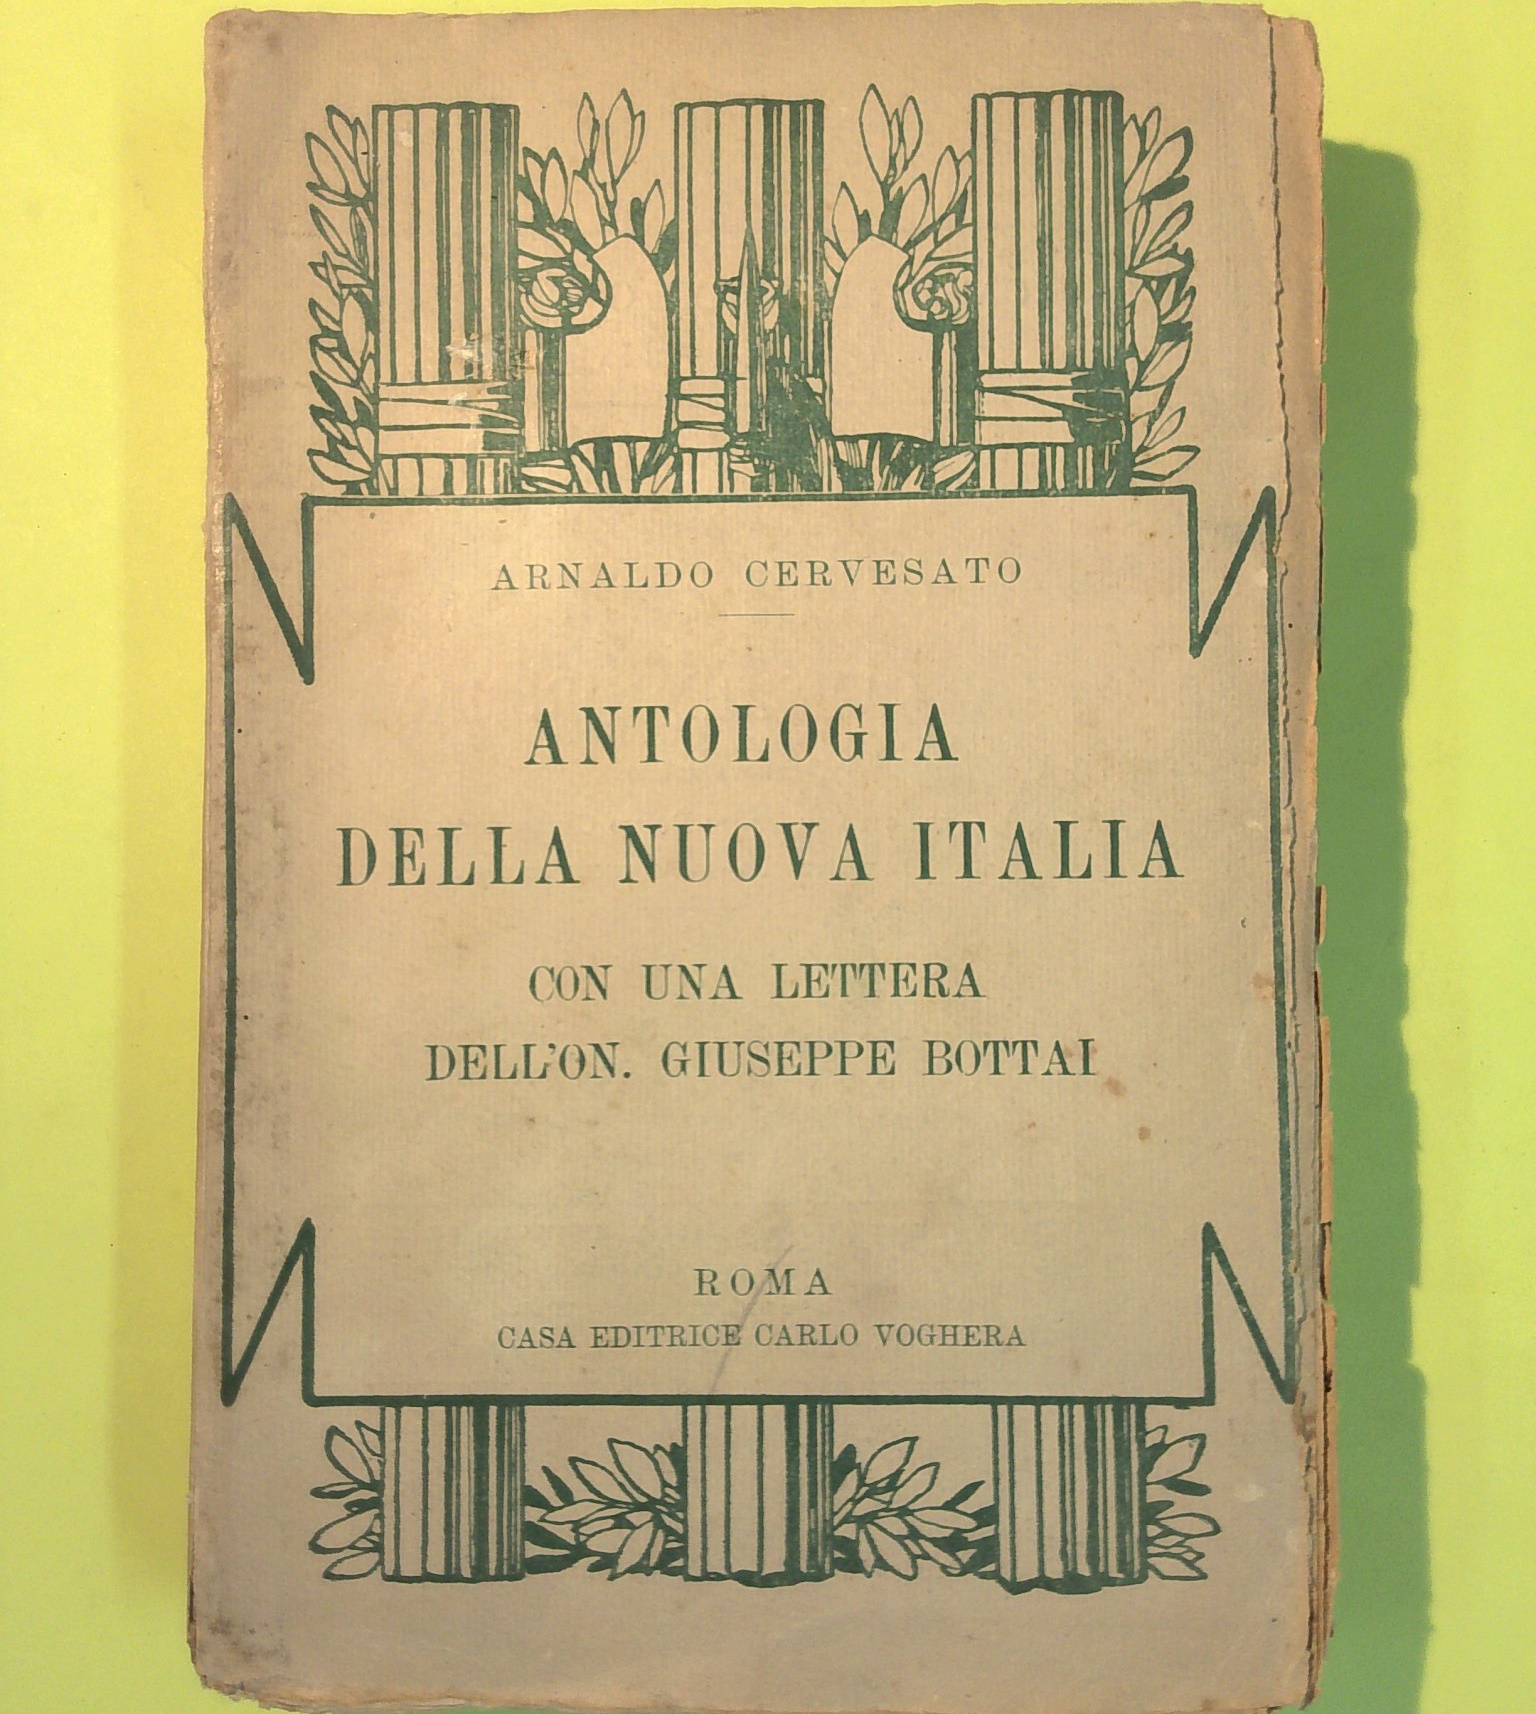 ARNALDO CERVESATO
ANTOLOGIA
DELLA NUOVA ITALIA
CON UNA LETTERA
DELL'ON. GIUSEPPE BOTTAI
ROMA
CASA EDITRICE CARLO VOGHERA